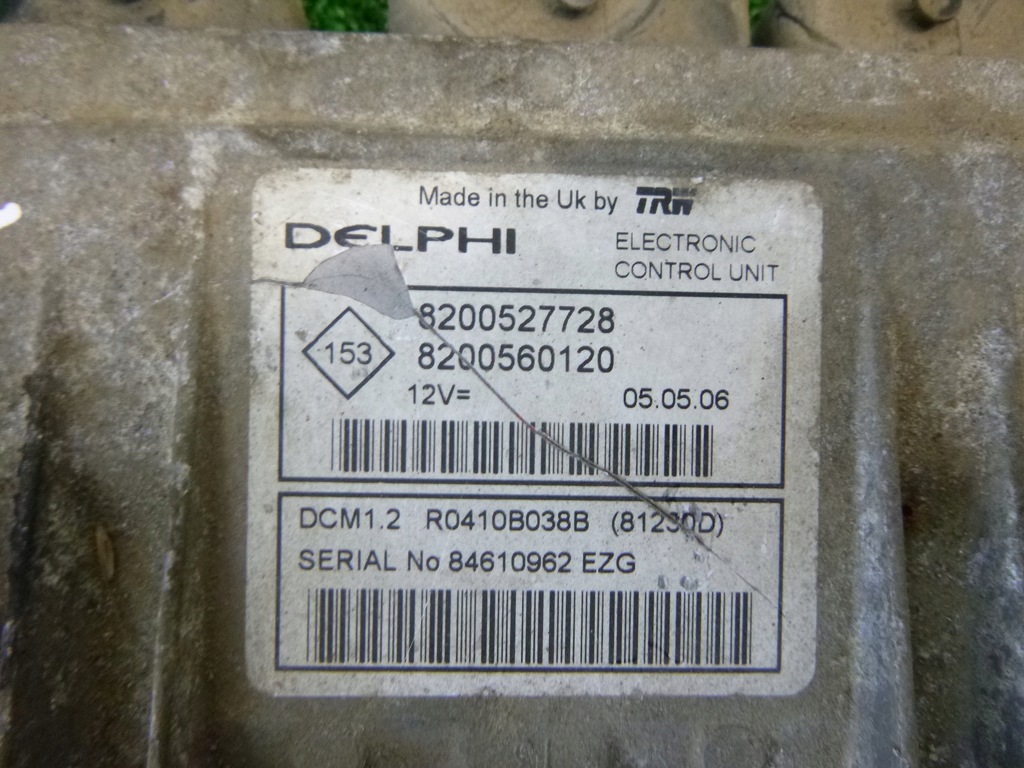 Made in the Uk by TRW
DELPHI
ELECTRONIC
CONTROL UNIT
153
8200527728
8200560120
12V=
05.05.06
DCM1.2 R0410B038B (81230D)
SERIAL No 84610962 EZG